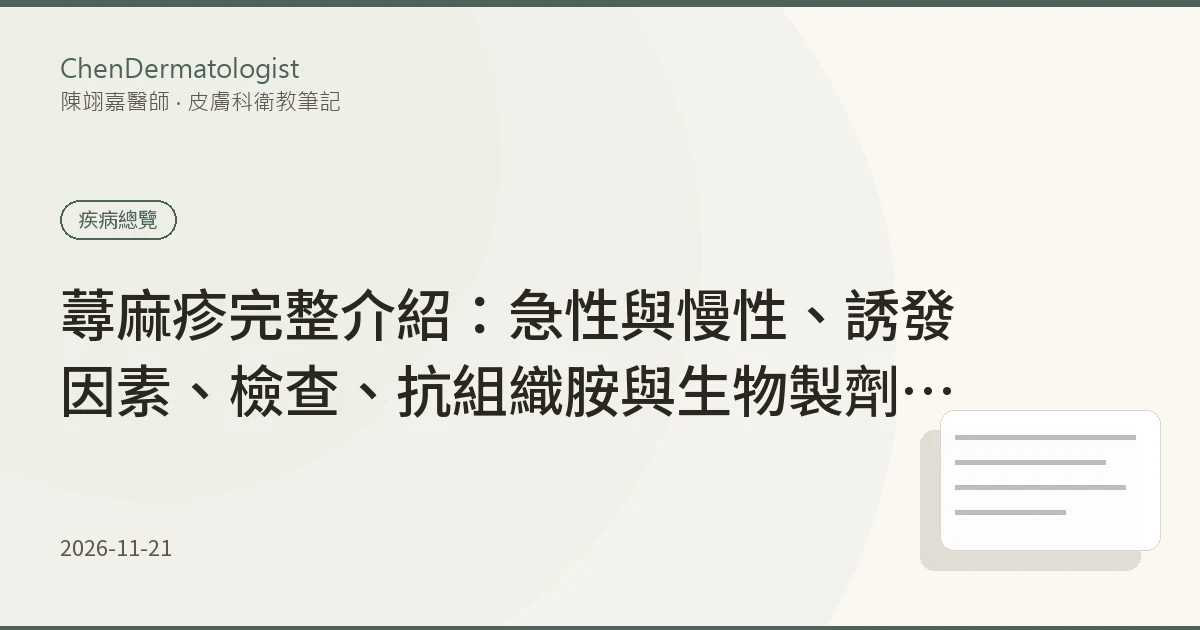 ChenDermatologist
陳翊嘉醫師 · 皮膚科衛教筆記
疾病總覽
蕁麻疹完整介紹：急性與慢性、誘發
因素、檢查、抗組織胺與生物製劑…
2026-11-21